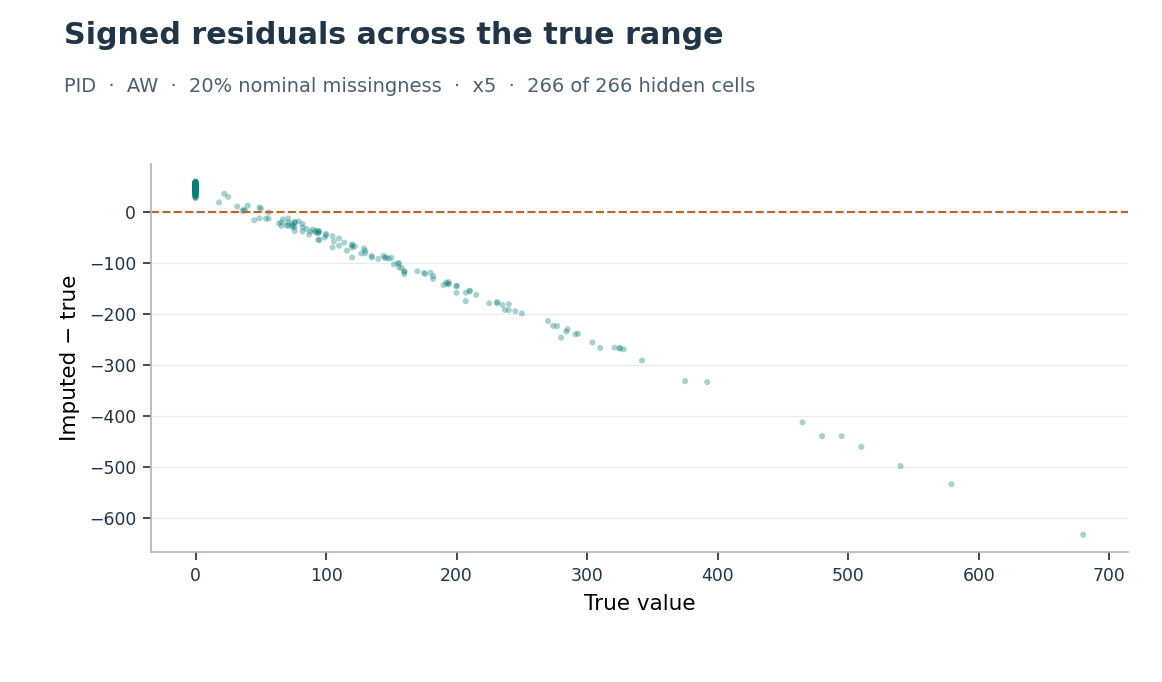 Signed residuals across the true range
PID · AW · 20% nominal missingness · x5 · 266 of 266 hidden cells
0
−100
−200
−300
−400
−500
−600
Imputed − true
0 100 200 300 400 500 600 700
True value